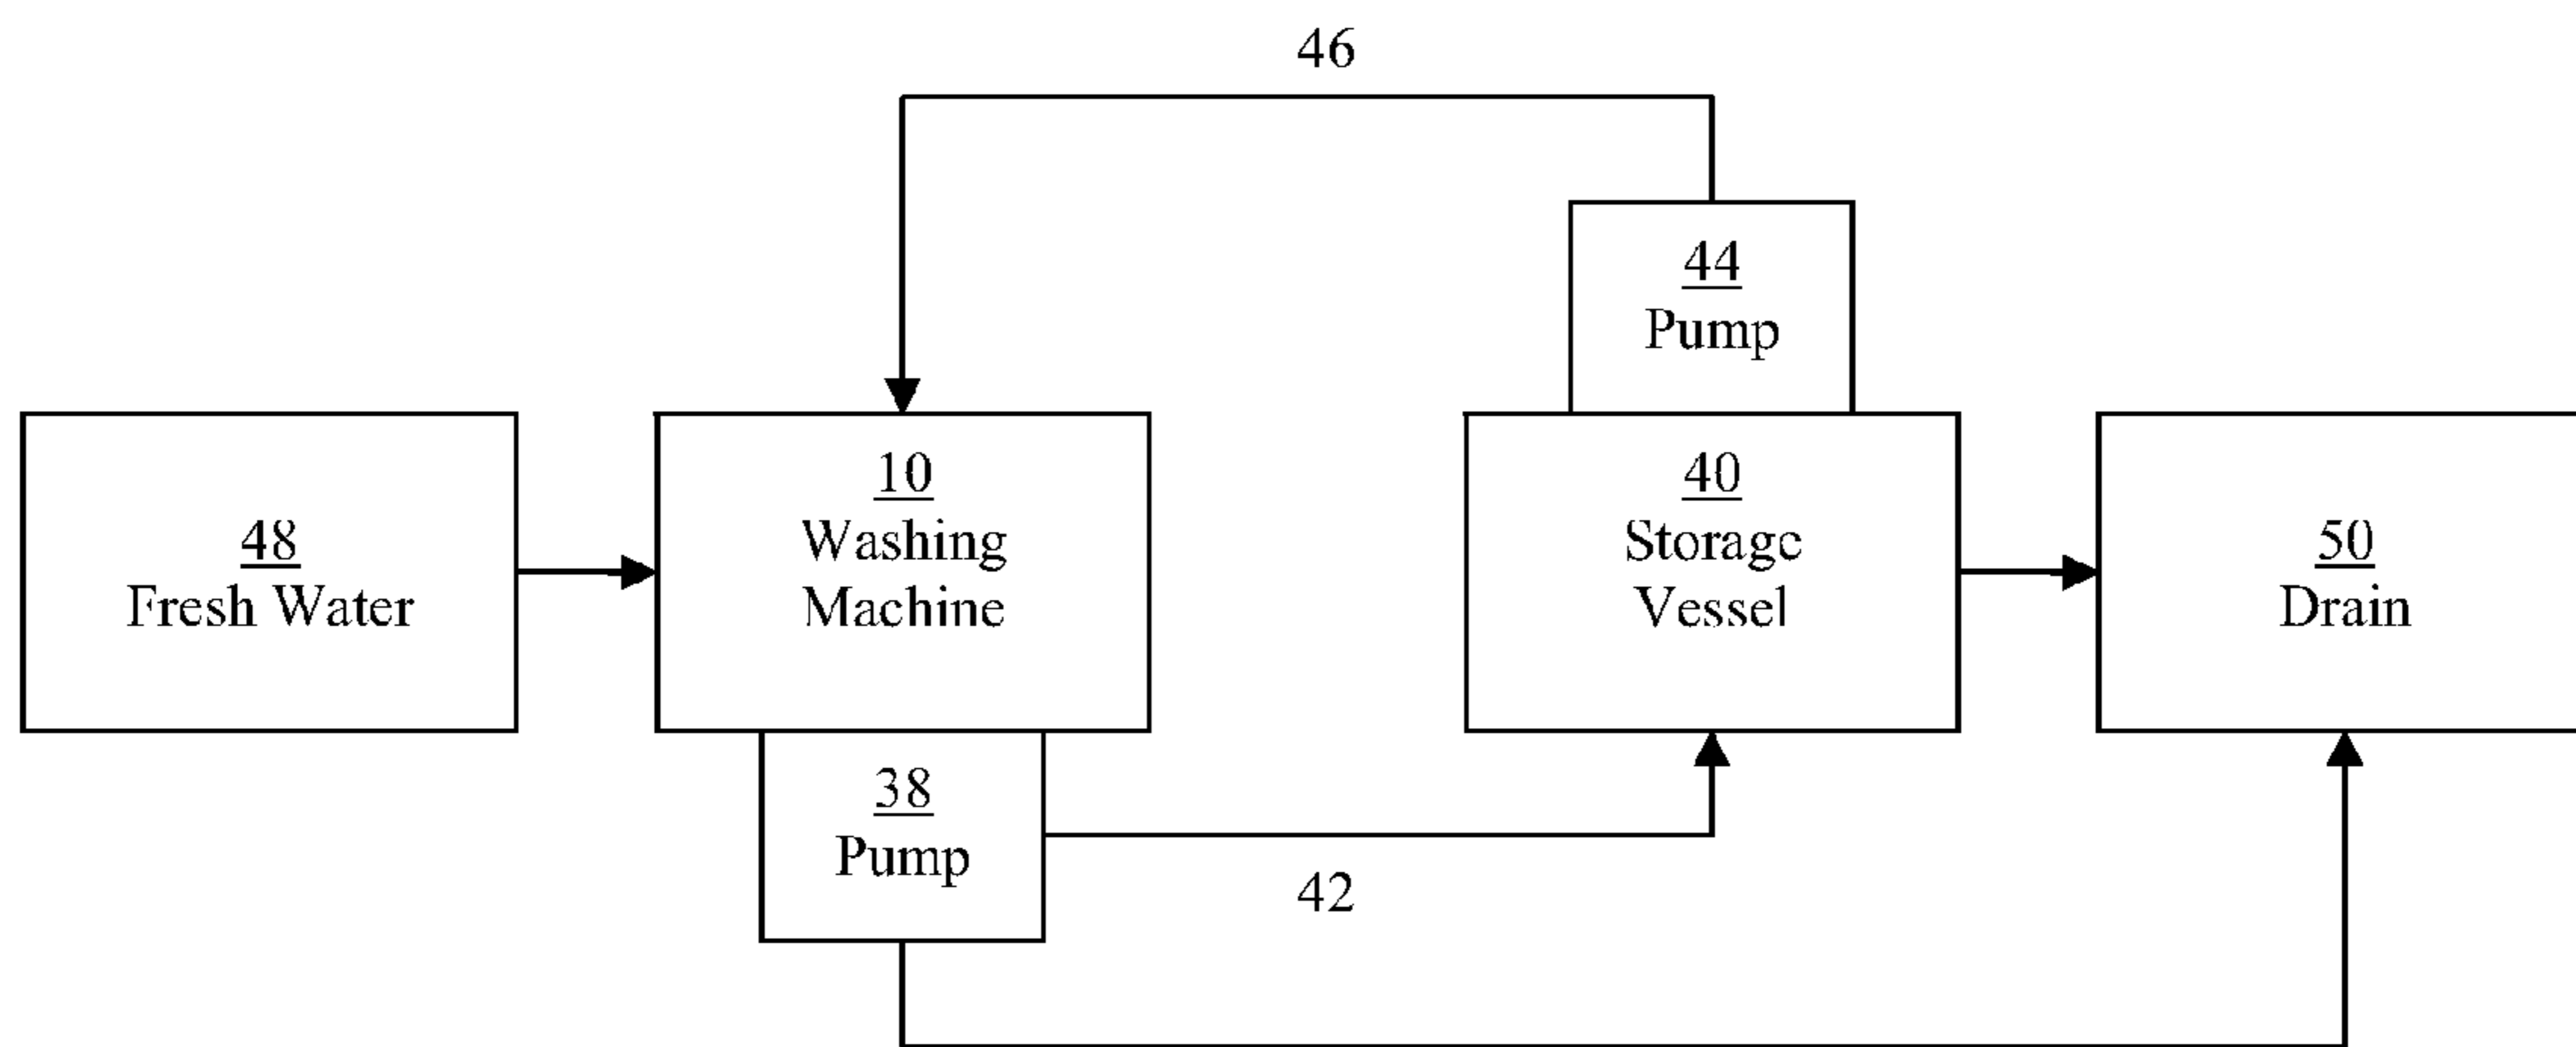 46
44
Pump
48
Fresh Water
10
Washing
Machine
40
Storage
Vessel
50
Drain
38
Pump
42